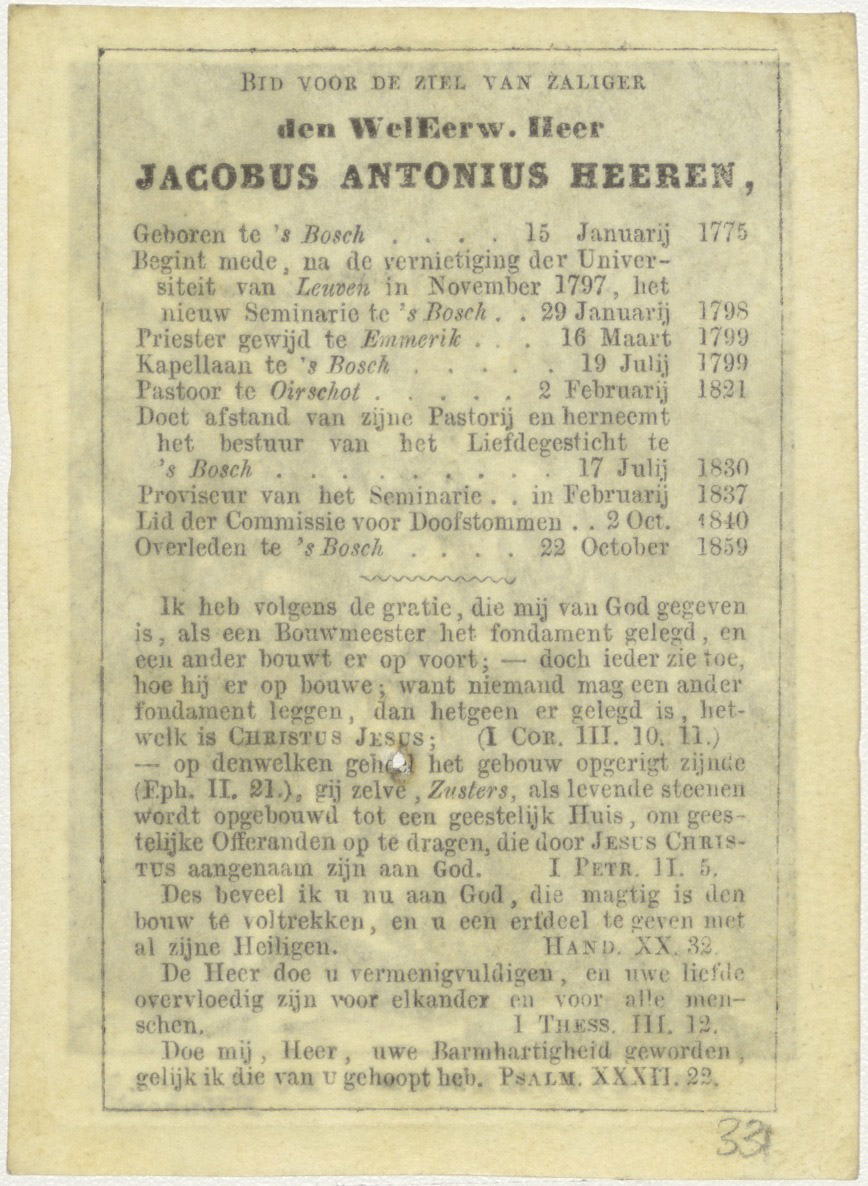 BID VOOR DE ZIEL VAN ZALIGER
den WelEerw. Heer
JACOBUS ANTONIUS HEEREN,
Geboren te 's Bosch . . . . 15 Januarij 1775
Begint mede, na de vernietiging der Univer-
siteit van Leuven in November 1797, het
nieuw Seminarie te 's Bosch . . 29 Januarij 1798
Priester gewijd te Emmerik . . . 16 Maart 1799
Kapellaan te 's Bosch . . . . . 19 Julij 1799
Pastoor te Oirschot . . . . . . 2 Februarij 1821
Doet afstand van zijne Pastorij en herneemt
het bestuur van het Liefdegesticht te
's Bosch . . . . . . . . . . 17 Julij 1830
Proviseur van het Seminarie . . in Februarij 1837
Lid der Commissie voor Doofstommen . . 2 Oct. 1840
Overleden te 's Bosch . . . . 22 October 1859
Ik heb volgens de gratie, die mij van God gegeven
is, als een Bouwmeester het fondament gelegd, en
een ander bouwt er op voort; — doch ieder zie toe,
hoe hij er op bouwe; want niemand mag een ander
fondament leggen, dan hetgeen er gelegd is, het-
welk is CHRISTUS JESUS; (I COR. III. 10. 11.)
— op denwelken geheel het gebouw opgerigt zijnde
(Eph. II. 21.), gij zelve, Zusters, als levende steenen
wordt opgebouwd tot een geestelijk Huis, om gees-
telijke Offeranden op te dragen, die door JESUS CHRIS-
TUS aangenaam zijn aan God. I PETR. II. 5.
Des beveel ik u nu aan God, die magtig is den
bouw te voltrekken, en u een erfdeel te geven met
al zijne Heiligen. HAND. XX. 32.
De Heer doe u vermenigvuldigen, en uwe liefde
overvloedig zijn voor elkander en voor alle men-
schen. 1 THESS. III. 12.
Doe mij, Heer, uwe Barmhartigheid geworden,
gelijk ik die van U gehoopt heb. PSALM. XXXII. 22.
33